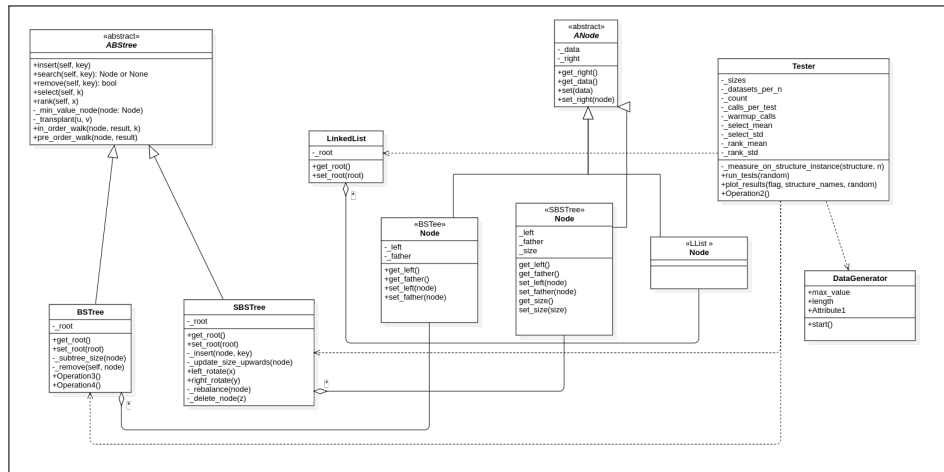 «abstract»
ABStree
+insert(self, key)
+search(self, key): Node or None
+remove(self, key): bool
+select(self, k)
+rank(self, x)
-_min_value_node(node: Node)
-_transplant(u, v)
+in_order_walk(node, result, k)
+pre_order_walk(node, result)
«abstract»
ANode
-_data
-_right
+get_right()
+get_data()
+set(data)
+set_right(node)
Tester
-_sizes
-_datasets_per_n
-_count
-_calls_per_test
-_warmup_calls
-_select_mean
-_select_std
-_rank_mean
-_rank_std
-_measure_on_structure_instance(structure, n)
+run_tests(random)
+plot_results(flag, structure_names, random)
+Operation2()
LinkedList
-_root
+get_root()
+set_root(root)
*
«BSTee»
Node
-_left
-_father
+get_left()
+get_father()
+set_left(node)
+set_father(node)
«SBSTree»
Node
_left
_father
_size
get_left()
get_father()
set_left(node)
set_father(node)
get_size()
set_size(size)
«LList »
Node
DataGenerator
+max_value
+length
+Attribute1
+start()
BSTree
-_root
+get_root()
+set_root(root)
-_subtree_size(node)
-_remove(self, node)
+Operation3()
+Operation4()
*
SBSTree
-_root
+get_root()
+set_root(root)
-_insert(node, key)
-_update_size_upwards(node)
+left_rotate(x)
+right_rotate(y)
-_rebalance(node)
-_delete_node(z)
*